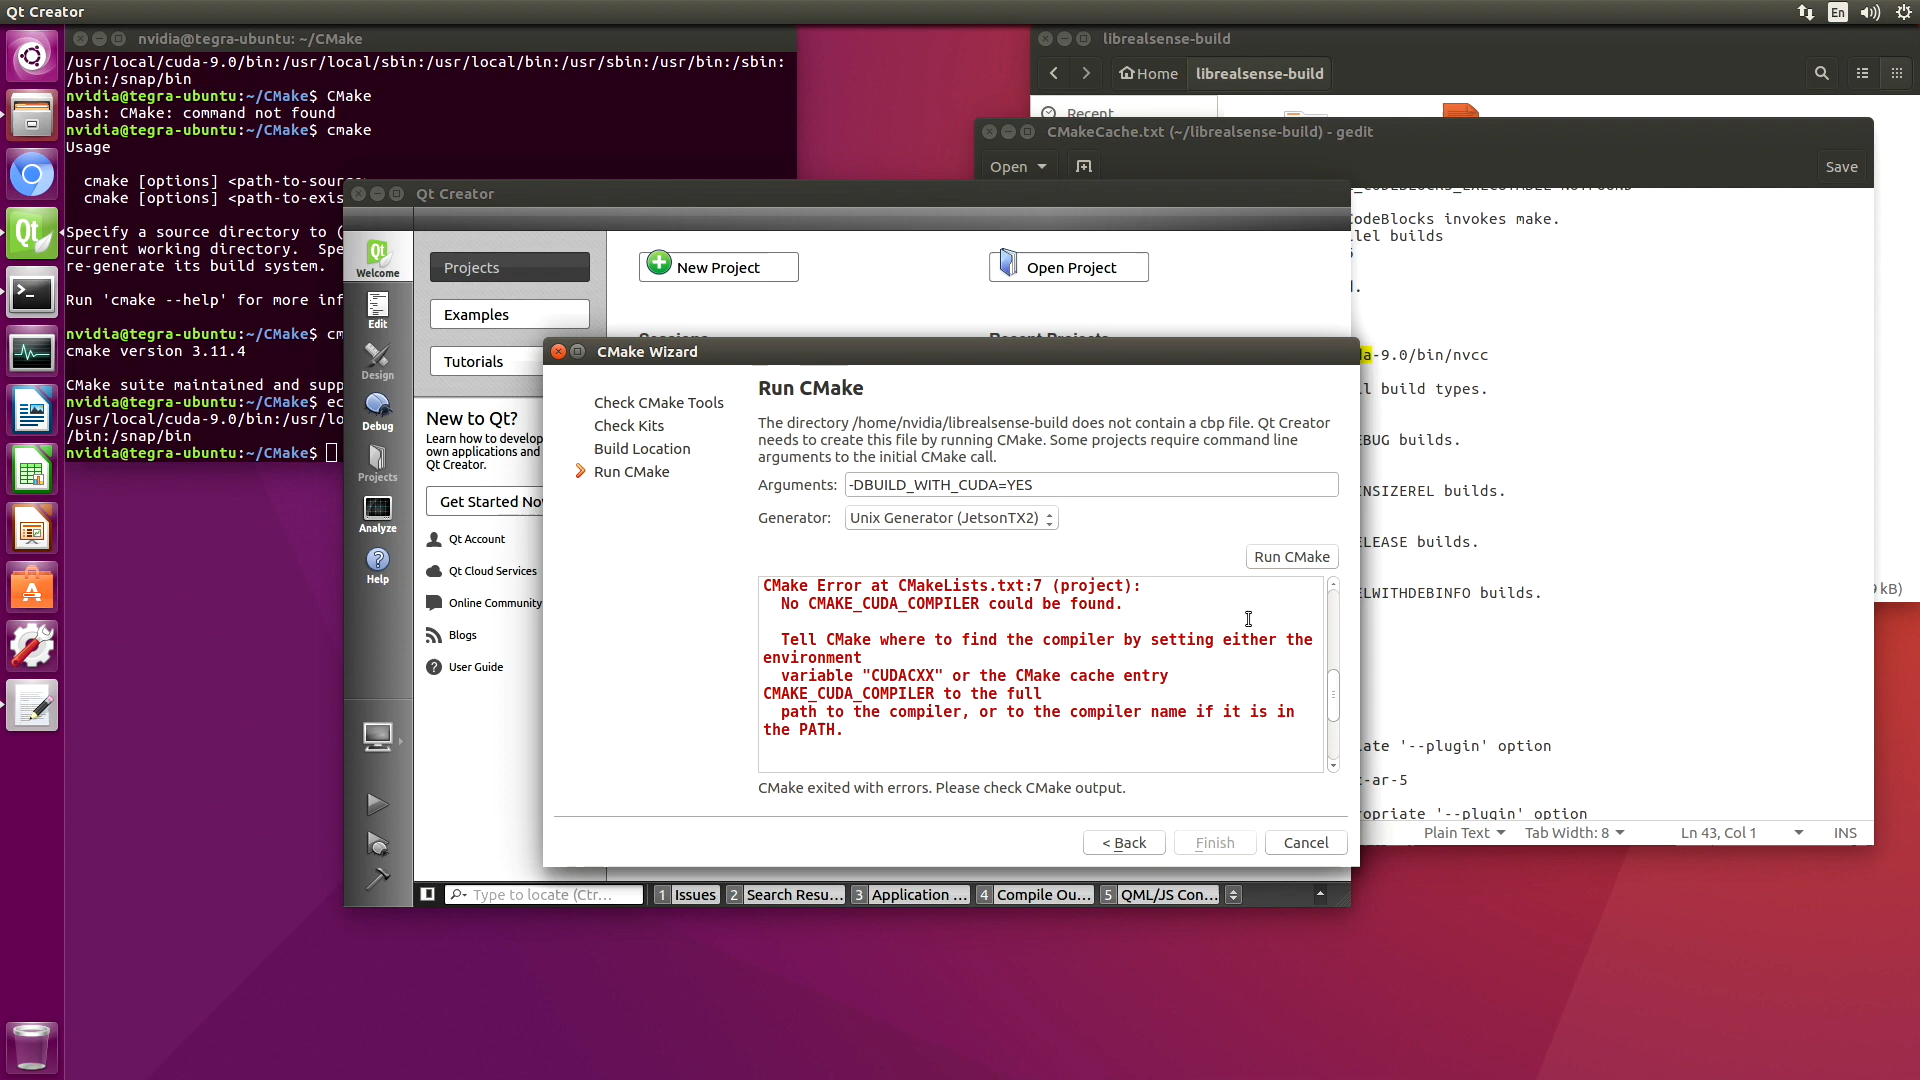 Qt Creator
En
nvidia@tegra-ubuntu: ~/CMake
/usr/local/cuda-9.0/bin:/usr/local/sbin:/usr/local/bin:/usr/sbin:/usr/bin:/sbin:
/bin:/snap/bin
nvidia@tegra-ubuntu:~/CMake$ CMake
bash: CMake: command not found
nvidia@tegra-ubuntu:~/CMake$ cmake
Usage
cmake [options] <path-to-source>
cmake [options] <path-to-exis
Specify a source directory to (
current working directory.  Spe
re-generate its build system.
Run 'cmake --help' for more inf
nvidia@tegra-ubuntu:~/CMake$ cm
cmake version 3.11.4
CMake suite maintained and supp
nvidia@tegra-ubuntu:~/CMake$ ec
/usr/local/cuda-9.0/bin:/usr/lo
/bin:/snap/bin
nvidia@tegra-ubuntu:~/CMake$
librealsense-build
Home
librealsense-build
Recent
CMakeCache.txt (~/librealsense-build) - gedit
Open
Save
_CODEBLOCKS_EXECUTABLE-NOTFOUND
CodeBlocks invokes make.
lel builds
da-9.0/bin/nvcc
l build types.
EBUG builds.
INSIZEREL builds.
ELEASE builds.
ELWITHDEBINFO builds.
ate '--plugin' option
c-ar-5
opriate '--plugin' option
Plain Text
Tab Width: 8
Ln 43, Col 1
INS
kB)
Qt Creator
Welcome
Edit
Design
Debug
Projects
Analyze
Help
Projects
Examples
Tutorials
New Project
Open Project
Sessions
Recent Projects
New to Qt?
Learn how to develop
own applications and
Qt Creator.
Get Started No
Qt Account
Qt Cloud Services
Online Community
Blogs
User Guide
CMake Wizard
Check CMake Tools
Check Kits
Build Location
Run CMake
Run CMake
The directory /home/nvidia/librealsense-build does not contain a cbp file. Qt Creator
needs to create this file by running CMake. Some projects require command line
arguments to the initial CMake call.
Arguments: -DBUILD_WITH_CUDA=YES
Generator: Unix Generator (JetsonTX2)
Run CMake
CMake Error at CMakeLists.txt:7 (project):
No CMAKE_CUDA_COMPILER could be found.
Tell CMake where to find the compiler by setting either the
environment
variable "CUDACXX" or the CMake cache entry
CMAKE_CUDA_COMPILER to the full
path to the compiler, or to the compiler name if it is in
the PATH.
CMake exited with errors. Please check CMake output.
< Back
Finish
Cancel
Type to locate (Ctr...
1 Issues
2 Search Resu...
3 Application ...
4 Compile Ou...
5 QML/JS Con...